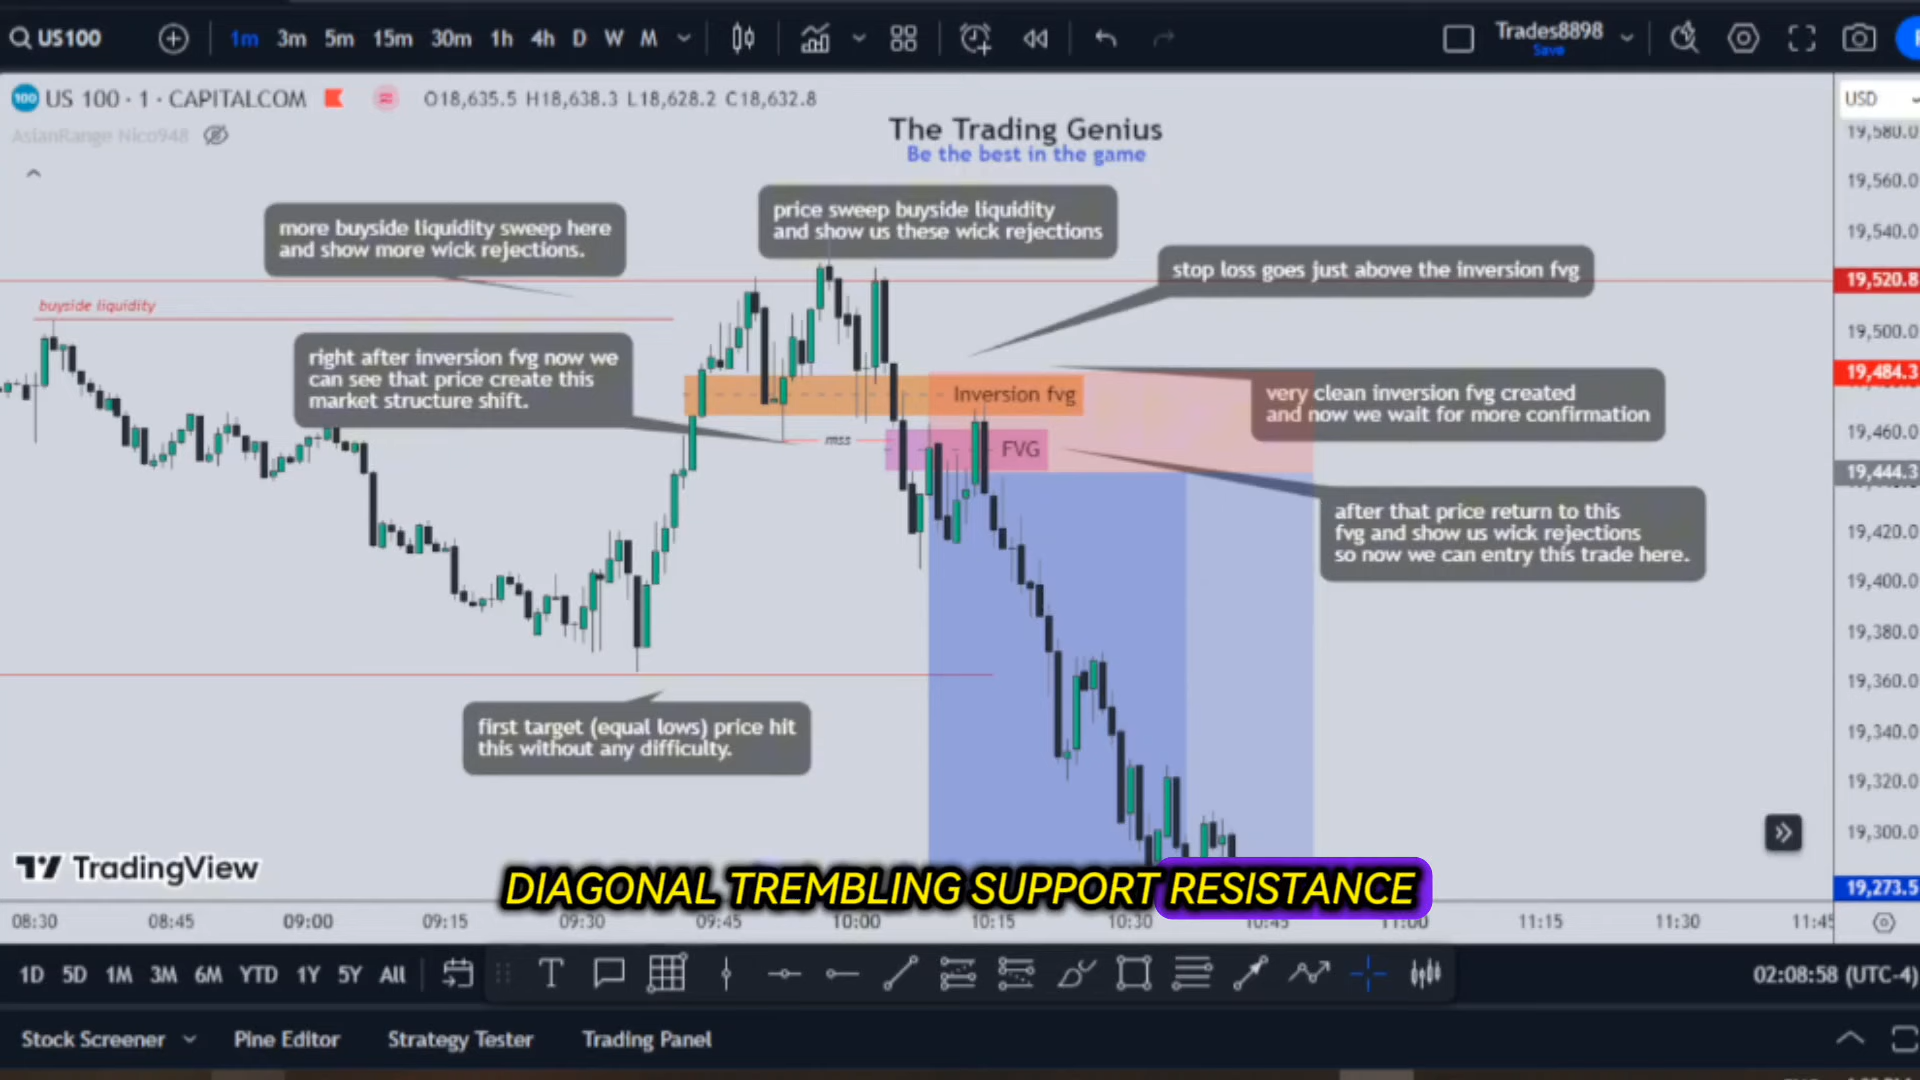 US100
1m 3m 5m 15m 30m 1h 4h D W M
Trades8898
Save
100 US 100 · 1 · CAPITALCOM O18,635.5 H18,638.3 L18,628.2 C18,632.8
USD
AsianRange Nico948
The Trading Genius
Be the best in the game
more buyside liquidity sweep here
and show more wick rejections.
price sweep buyside liquidity
and show us these wick rejections
stop loss goes just above the inversion fvg
buyside liquidity
right after inversion fvg now we
can see that price create this
market structure shift.
Inversion fvg
very clean inversion fvg created
and now we wait for more confirmation
mss
FVG
after that price return to this
fvg and show us wick rejections
so now we can entry this trade here.
first target (equal lows) price hit
this without any difficulty.
19,580.0
19,560.0
19,540.0
19,520.8
19,500.0
19,484.3
19,460.0
19,444.3
19,420.0
19,400.0
19,380.0
19,360.0
19,340.0
19,320.0
19,300.0
19,273.5
TradingView
DIAGONAL TREMBLING SUPPORT RESISTANCE
08:30 08:45 09:00 09:15 09:30 09:45 10:00 10:15 10:45 11:00 11:15 11:30 11:45
1D 5D 1M 3M 6M YTD 1Y 5Y All
02:08:58 (UTC-4)
Stock Screener Pine Editor Strategy Tester Trading Panel